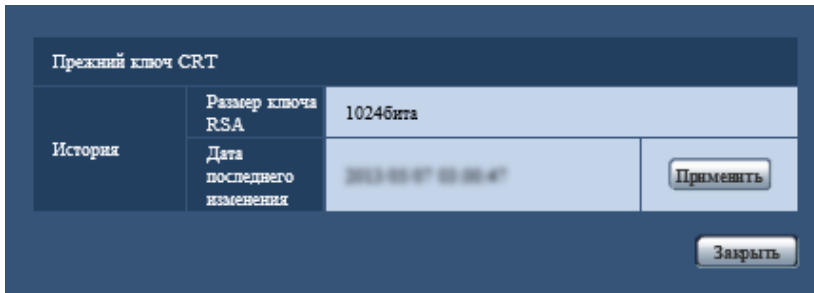 Прежний ключ CRT
История
Размер ключа
RSA
1024бита
Дата
последнего
изменения
Применить
Закрыть